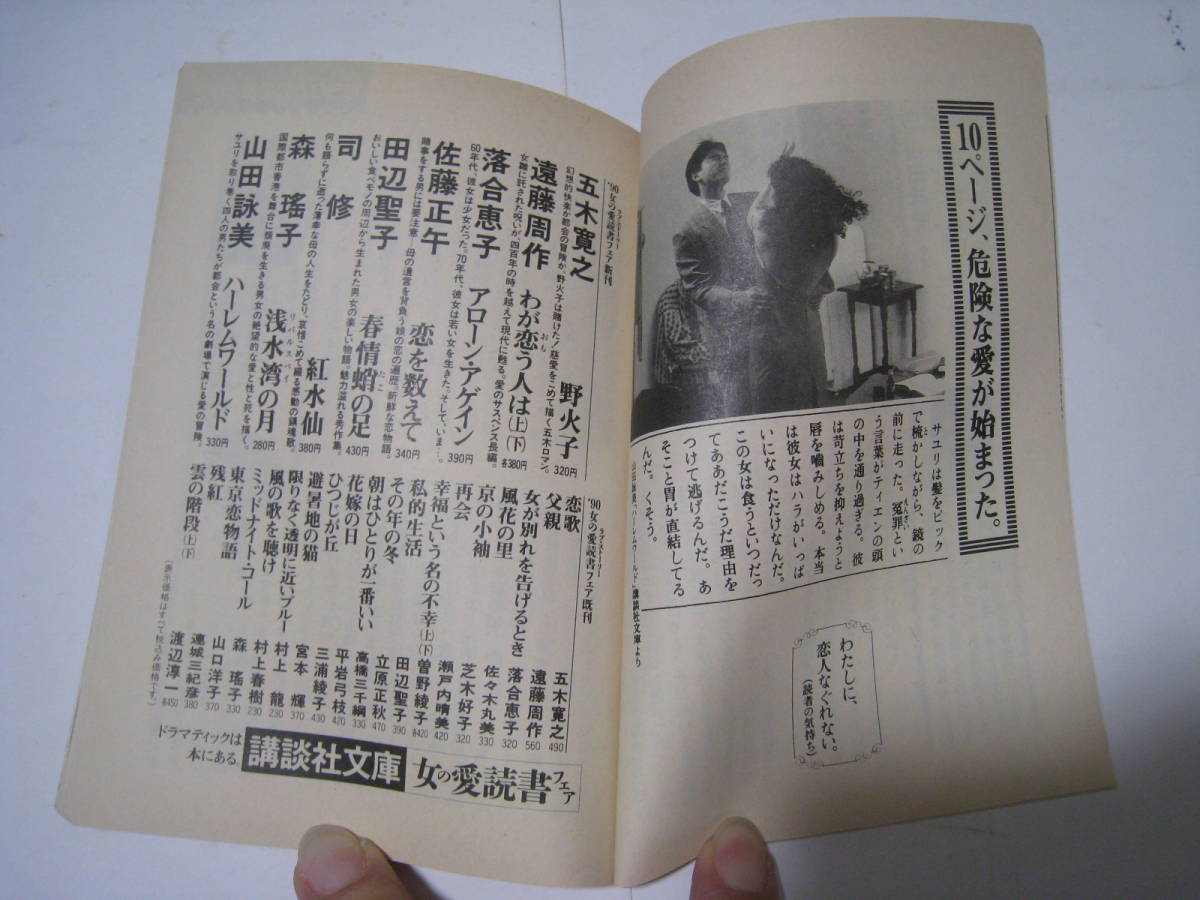 10ページ、危険な愛が始まった。
サユリは髪をピック
で梳かしながら、鏡の
前に走った。冤罪とい
う言葉がティエンの頭
の中を通り過ぎる。彼
は苛立ちを抑えようと
唇を噛みしめる。本当
は彼女はハラがいっぱ
いになっただけなんだ。
この女は食うといつだっ
てああだこうだ理由を
つけて逃げるんだ。あ
そこと胃が直結してる
んだ。くそう。
山田詠美「ハーレムワールド」講談社文庫より
わたしに、
恋人なぐれない。
(読者の気持ち)
'90女の愛読書フェア新刊
五木寛之 野火子 320円
幻想的快楽か都会の冒険か、野火子は賭けた!慈愛をこめて描く五木ロマン。
遠藤周作 わが恋う人は(上)(下) 各380円
女雛に託された呪いが、四百年の時を越えて現代に甦る。愛のサスペンス長編。
落合恵子 アローン・アゲイン 390円
60年代、彼女は少女だった。70年代、彼女は若い女を生きた。そして、いま…。
佐藤正午 恋を数えて 340円
賭事をする男には要注意―母の遺言を背負う娘の恋の遍歴。新鮮な恋物語。
田辺聖子 春情蛸の足 430円
おいしい食べモノの周辺から生まれた男女の楽しい物語。魅力溢れる秀作集。
司 修 紅水仙 380円
何も語らずに逝った薄幸な母の人生をたどり、哀惜こめて綴る感動の鎮魂歌。
森 瑤子 浅水湾の月 280円
国際都市香港を舞台に頽廃を生きる男女の絶望的な愛と性と死を描く。
山田詠美 ハーレムワールド 330円
サユリを取り巻く四人の男たちが都会という名の劇場で演じる愛の冒険。
'90女の愛読書フェア既刊
恋歌 五木寛之 490
父親 遠藤周作 560
女が別れを告げるとき 落合恵子 320
風花の里 佐々木丸美 330
京の小袖 芝木好子 320
再会 瀬戸内晴美 420
幸福という名の不幸(上)(下) 曽野綾子 各420
私的生活 田辺聖子 390
その年の冬 立原正秋 470
朝はひとりが一番いい 高橋三千綱 330
花嫁の日 平岩弓枝 420
ひつじが丘 三浦綾子 430
避暑地の猫 宮本 輝 370
限りなく透明に近いブルー 村上 龍 230
風の歌を聴け 村上春樹 230
ミッドナイト・コール 森 瑤子 330
東京恋物語 山口洋子 370
残紅 連城三紀彦 380
雲の階段(上)(下) 渡辺淳一 各450
(表示価格はすべて税込み価格です。)
ドラマティックは
本にある。
講談社文庫
女の愛読書フェア